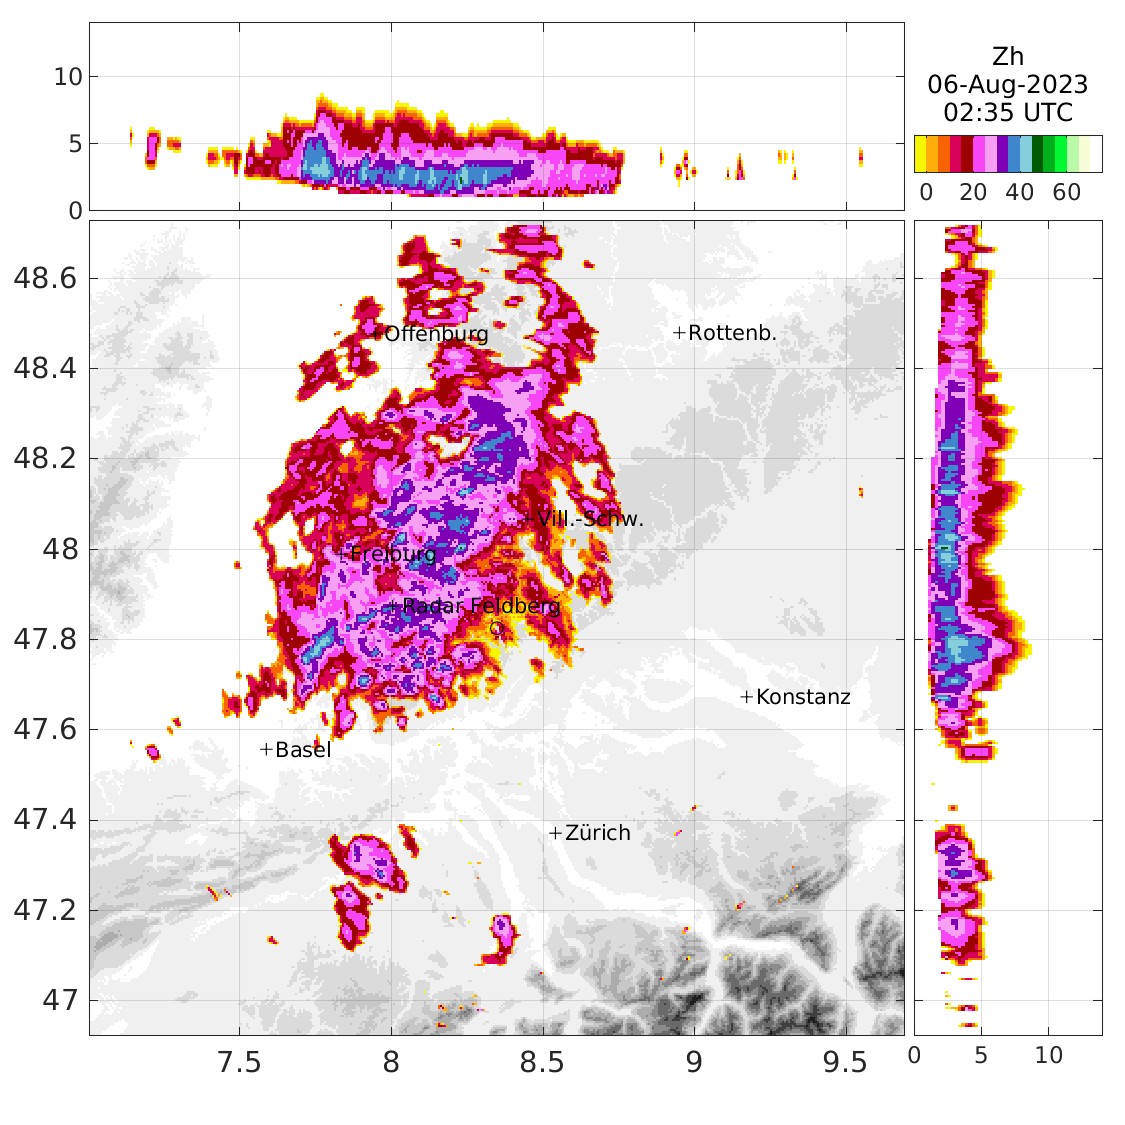 10
5
0
Zh
06-Aug-2023
02:35 UTC
0 20 40 60
48.6
48.4
48.2
48
47.8
47.6
47.4
47.2
47
+Offenburg
+Rottenb.
+Vill.-Schw.
+Freiburg
+Radar Feldberg
+Konstanz
+Basel
+Zürich
7.5 8 8.5 9 9.5
0 5 10